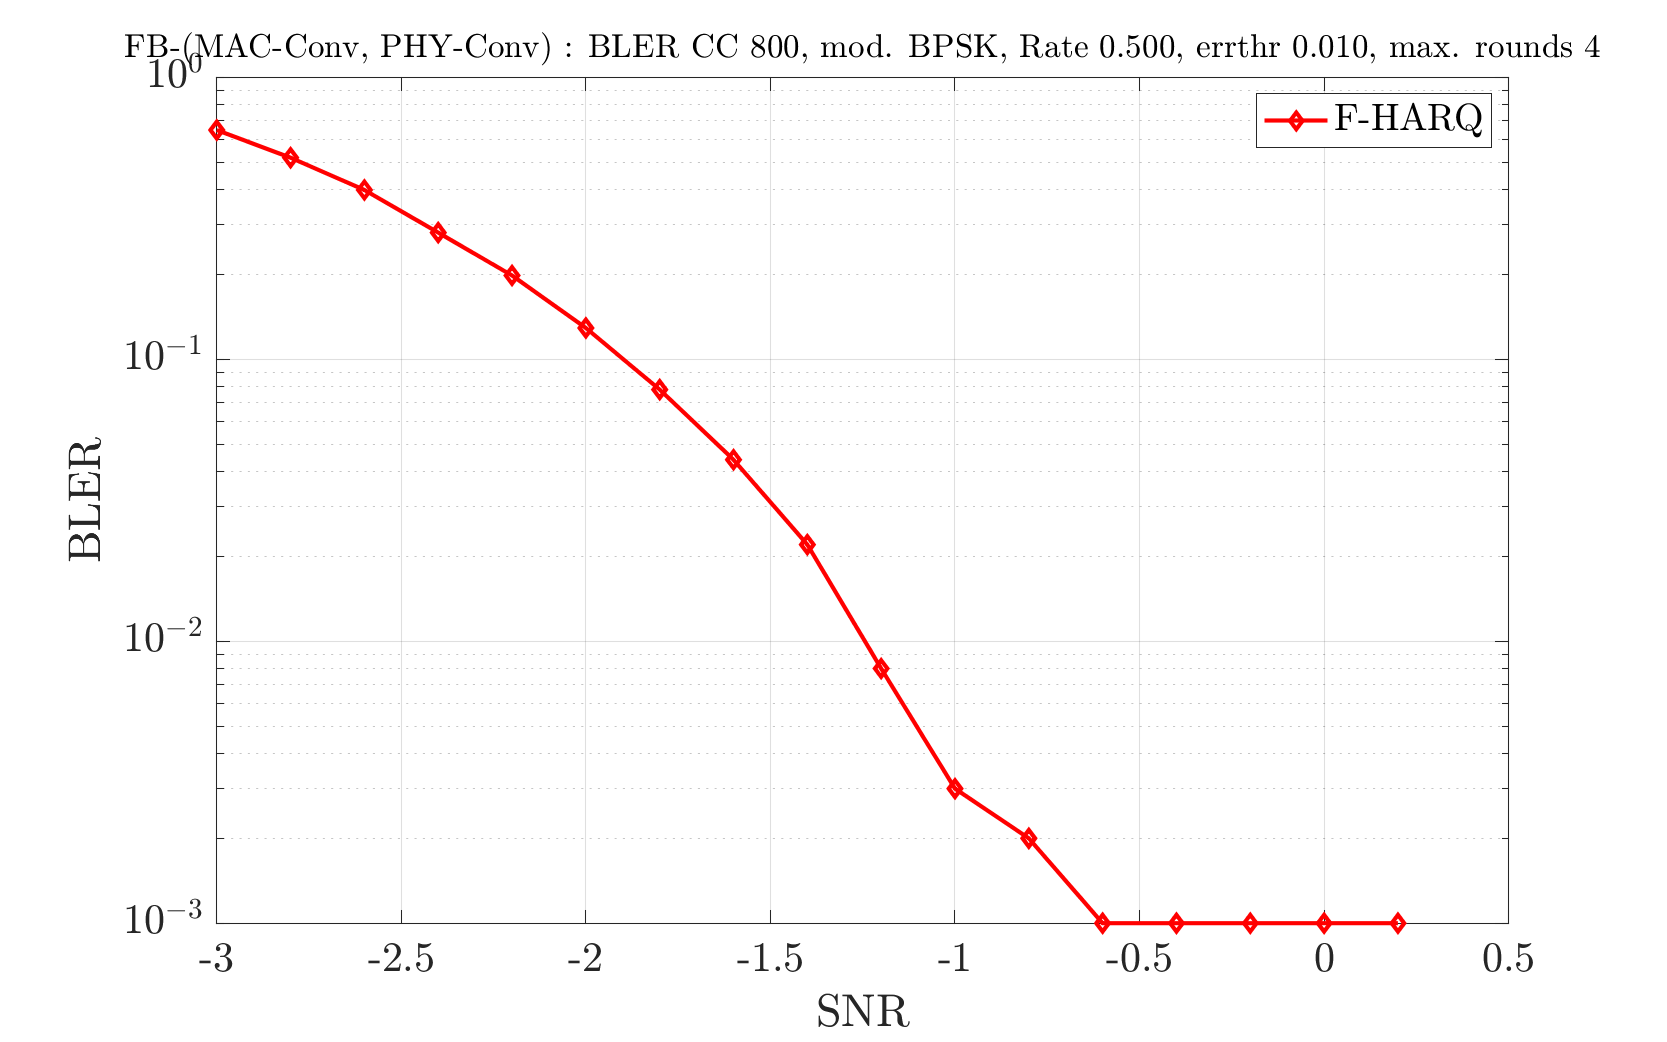 FB-(MAC-Conv, PHY-Conv) : BLER CC 800, mod. BPSK, Rate 0.500, errthr 0.010, max. rounds 4
10^0
F-HARQ
10^{-1}
BLER
10^{-2}
10^{-3}
-3 -2.5 -2 -1.5 -1 -0.5 0 0.5
SNR